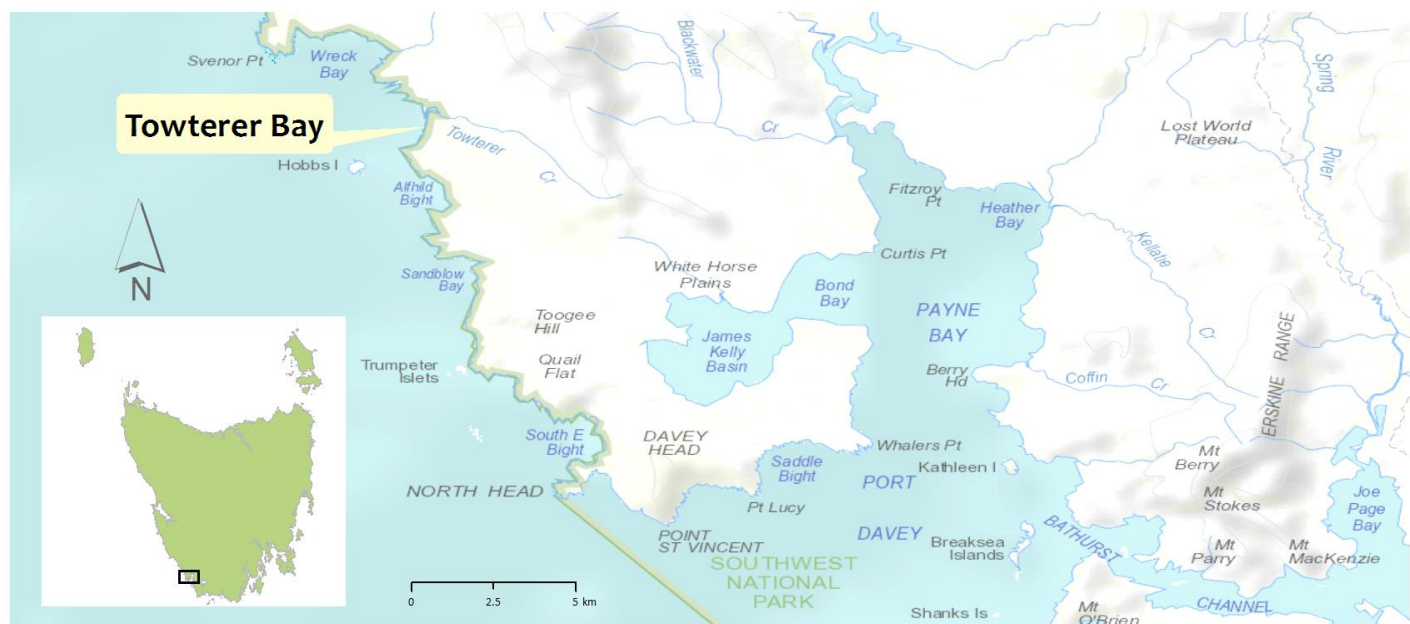 Svenor Pt
Wreck
Bay
Towterer Bay
Hobbs I
Towterer
Cr
Blackwater
Cr
Alfhild
Bight
Sandblow
Bay
N
Fitzroy
Pt
Heather
Bay
Lost World
Plateau
Spring
River
Curtis Pt
Kellatie
Cr
White Horse
Plains
Bond
Bay
PAYNE
BAY
Toogee
Hill
James
Kelly
Basin
Quail
Flat
Trumpeter
Islets
Berry
Hd
Coffin
Cr
ERSKINE RANGE
South E
Bight
DAVEY
HEAD
Whalers Pt
Kathleen I
Saddle
Bight
PORT
DAVEY
Mt
Berry
Mt
Stokes
Joe
Page
Bay
NORTH HEAD
Pt Lucy
POINT
ST VINCENT
Breaksea
Islands
BATHURST
CHANNEL
Mt
Parry
Mt
MacKenzie
SOUTHWEST
NATIONAL
PARK
Shanks Is
Mt
O'Brien
0 2.5 5 km